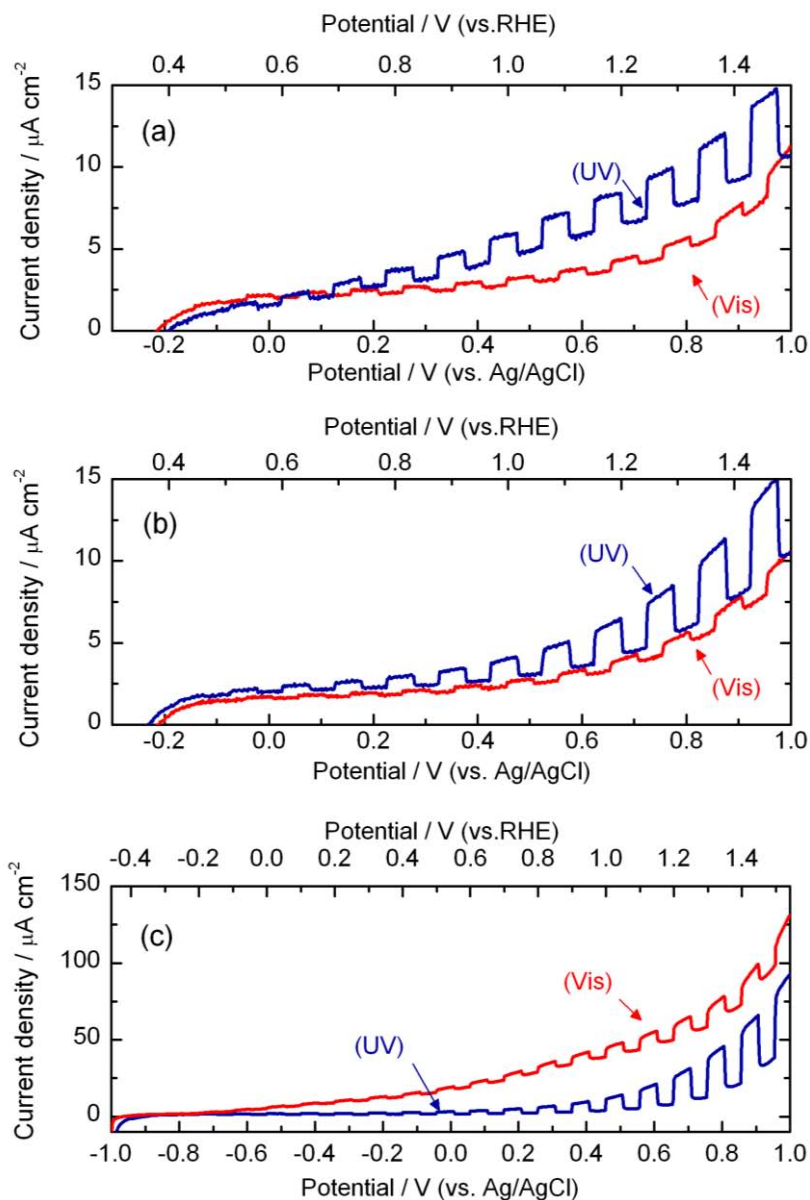 Potential / V (vs.RHE)
0.4 0.6 0.8 1.0 1.2 1.4
15
10
5
0
Current density / μA cm-2
(a)
(UV)
(Vis)
-0.2 0.0 0.2 0.4 0.6 0.8 1.0
Potential / V (vs. Ag/AgCl)
Potential / V (vs.RHE)
0.4 0.6 0.8 1.0 1.2 1.4
15
10
5
0
Current density / μA cm-2
(b)
(UV)
(Vis)
-0.2 0.0 0.2 0.4 0.6 0.8 1.0
Potential / V (vs. Ag/AgCl)
Potential / V (vs.RHE)
-0.4 -0.2 0.0 0.2 0.4 0.6 0.8 1.0 1.2 1.4
150
100
50
0
Current density / μA cm-2
(c)
(Vis)
(UV)
-1.0 -0.8 -0.6 -0.4 -0.2 0.0 0.2 0.4 0.6 0.8 1.0
Potential / V (vs. Ag/AgCl)